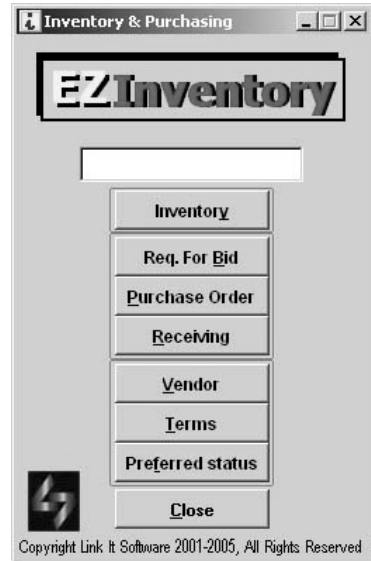 Inventory & Purchasing
EZInventory
Inventory
Req. For Bid
Purchase Order
Receiving
Vendor
Terms
Preferred status
Close
Copyright Link It Software 2001-2005, All Rights Reserved